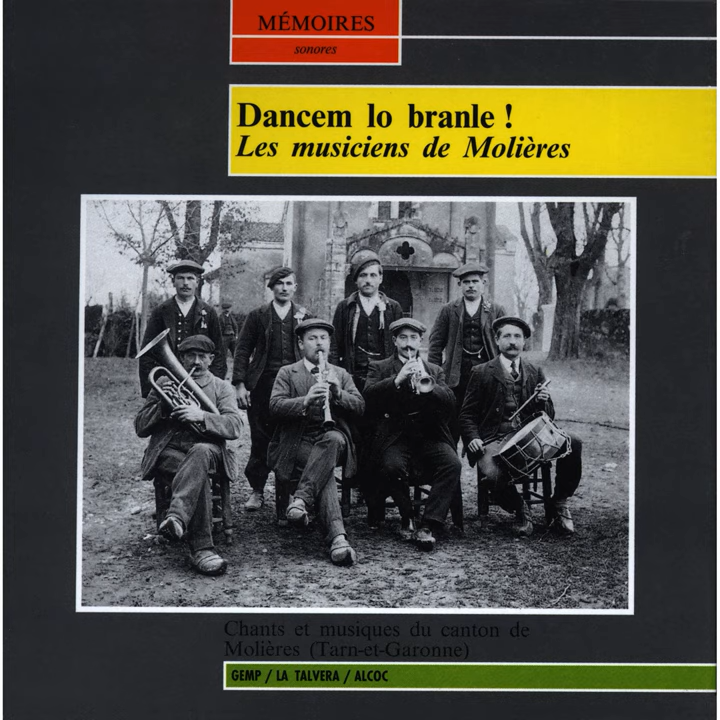 MÉMOIRES
sonores
Dancem lo branle !
Les musiciens de Molières
Chants et musiques du canton de
Molières (Tarn-et-Garonne)
GEMP / LA TALVERA / ALCOC